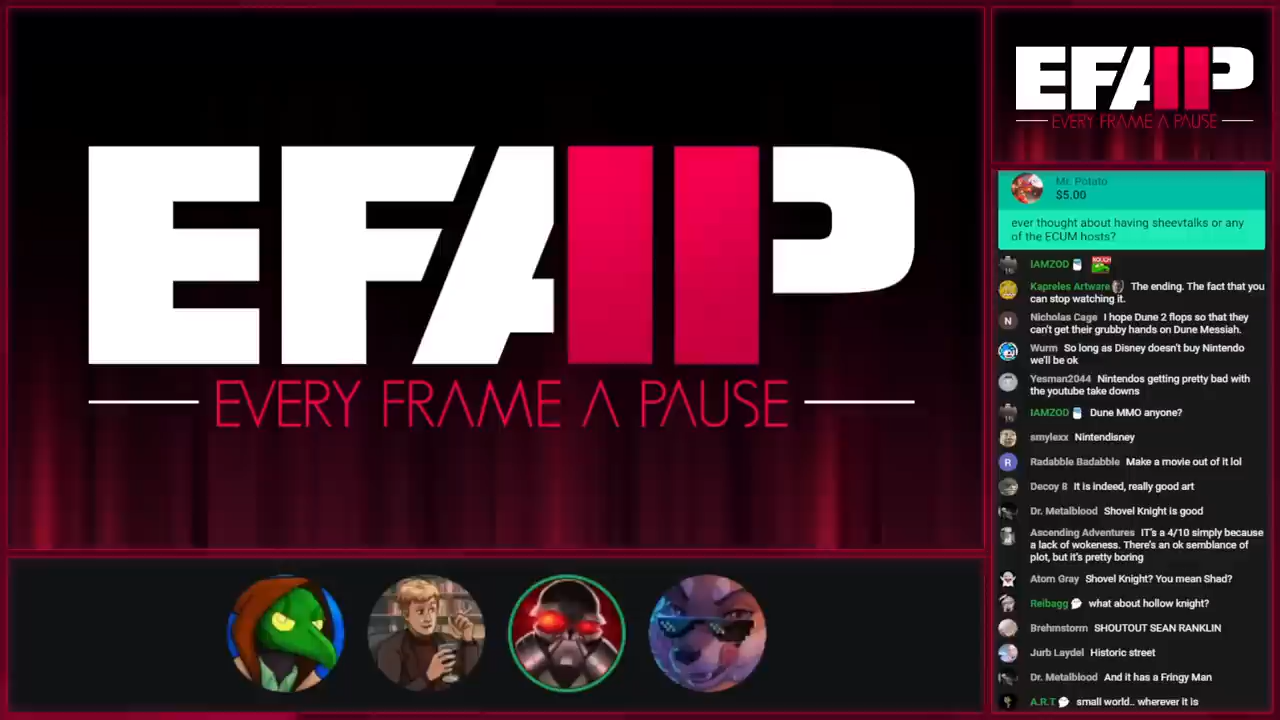 EFAP
EVERY FRAME A PAUSE
EFAP
EVERY FRAME A PAUSE
Mr. Potato
$5.00
ever thought about having sheevtalks or any
of the ECUM hosts?
IAMZOD
Kapreles Artware The ending. The fact that you
can stop watching it.
N
Nicholas Cage I hope Dune 2 flops so that they
can't get their grubby hands on Dune Messiah.
Wurm So long as Disney doesn't buy Nintendo
we'll be ok
Yesman2044 Nintendos getting pretty bad with
the youtube take downs
IAMZOD Dune MMO anyone?
smylexx Nintendisney
R
Radabble Badabble Make a movie out of it lol
Decoy 8 It is indeed, really good art
Dr. Metalblood Shovel Knight is good
Ascending Adventures IT's a 4/10 simply because
a lack of wokeness. There's an ok semblance of
plot, but it's pretty boring
Atom Gray Shovel Knight? You mean Shad?
Reibagg what about hollow knight?
Brehmstorm SHOUTOUT SEAN RANKLIN
Jurb Laydel Historic street
Dr. Metalblood And it has a Fringy Man
A.R.T small world.. wherever it is